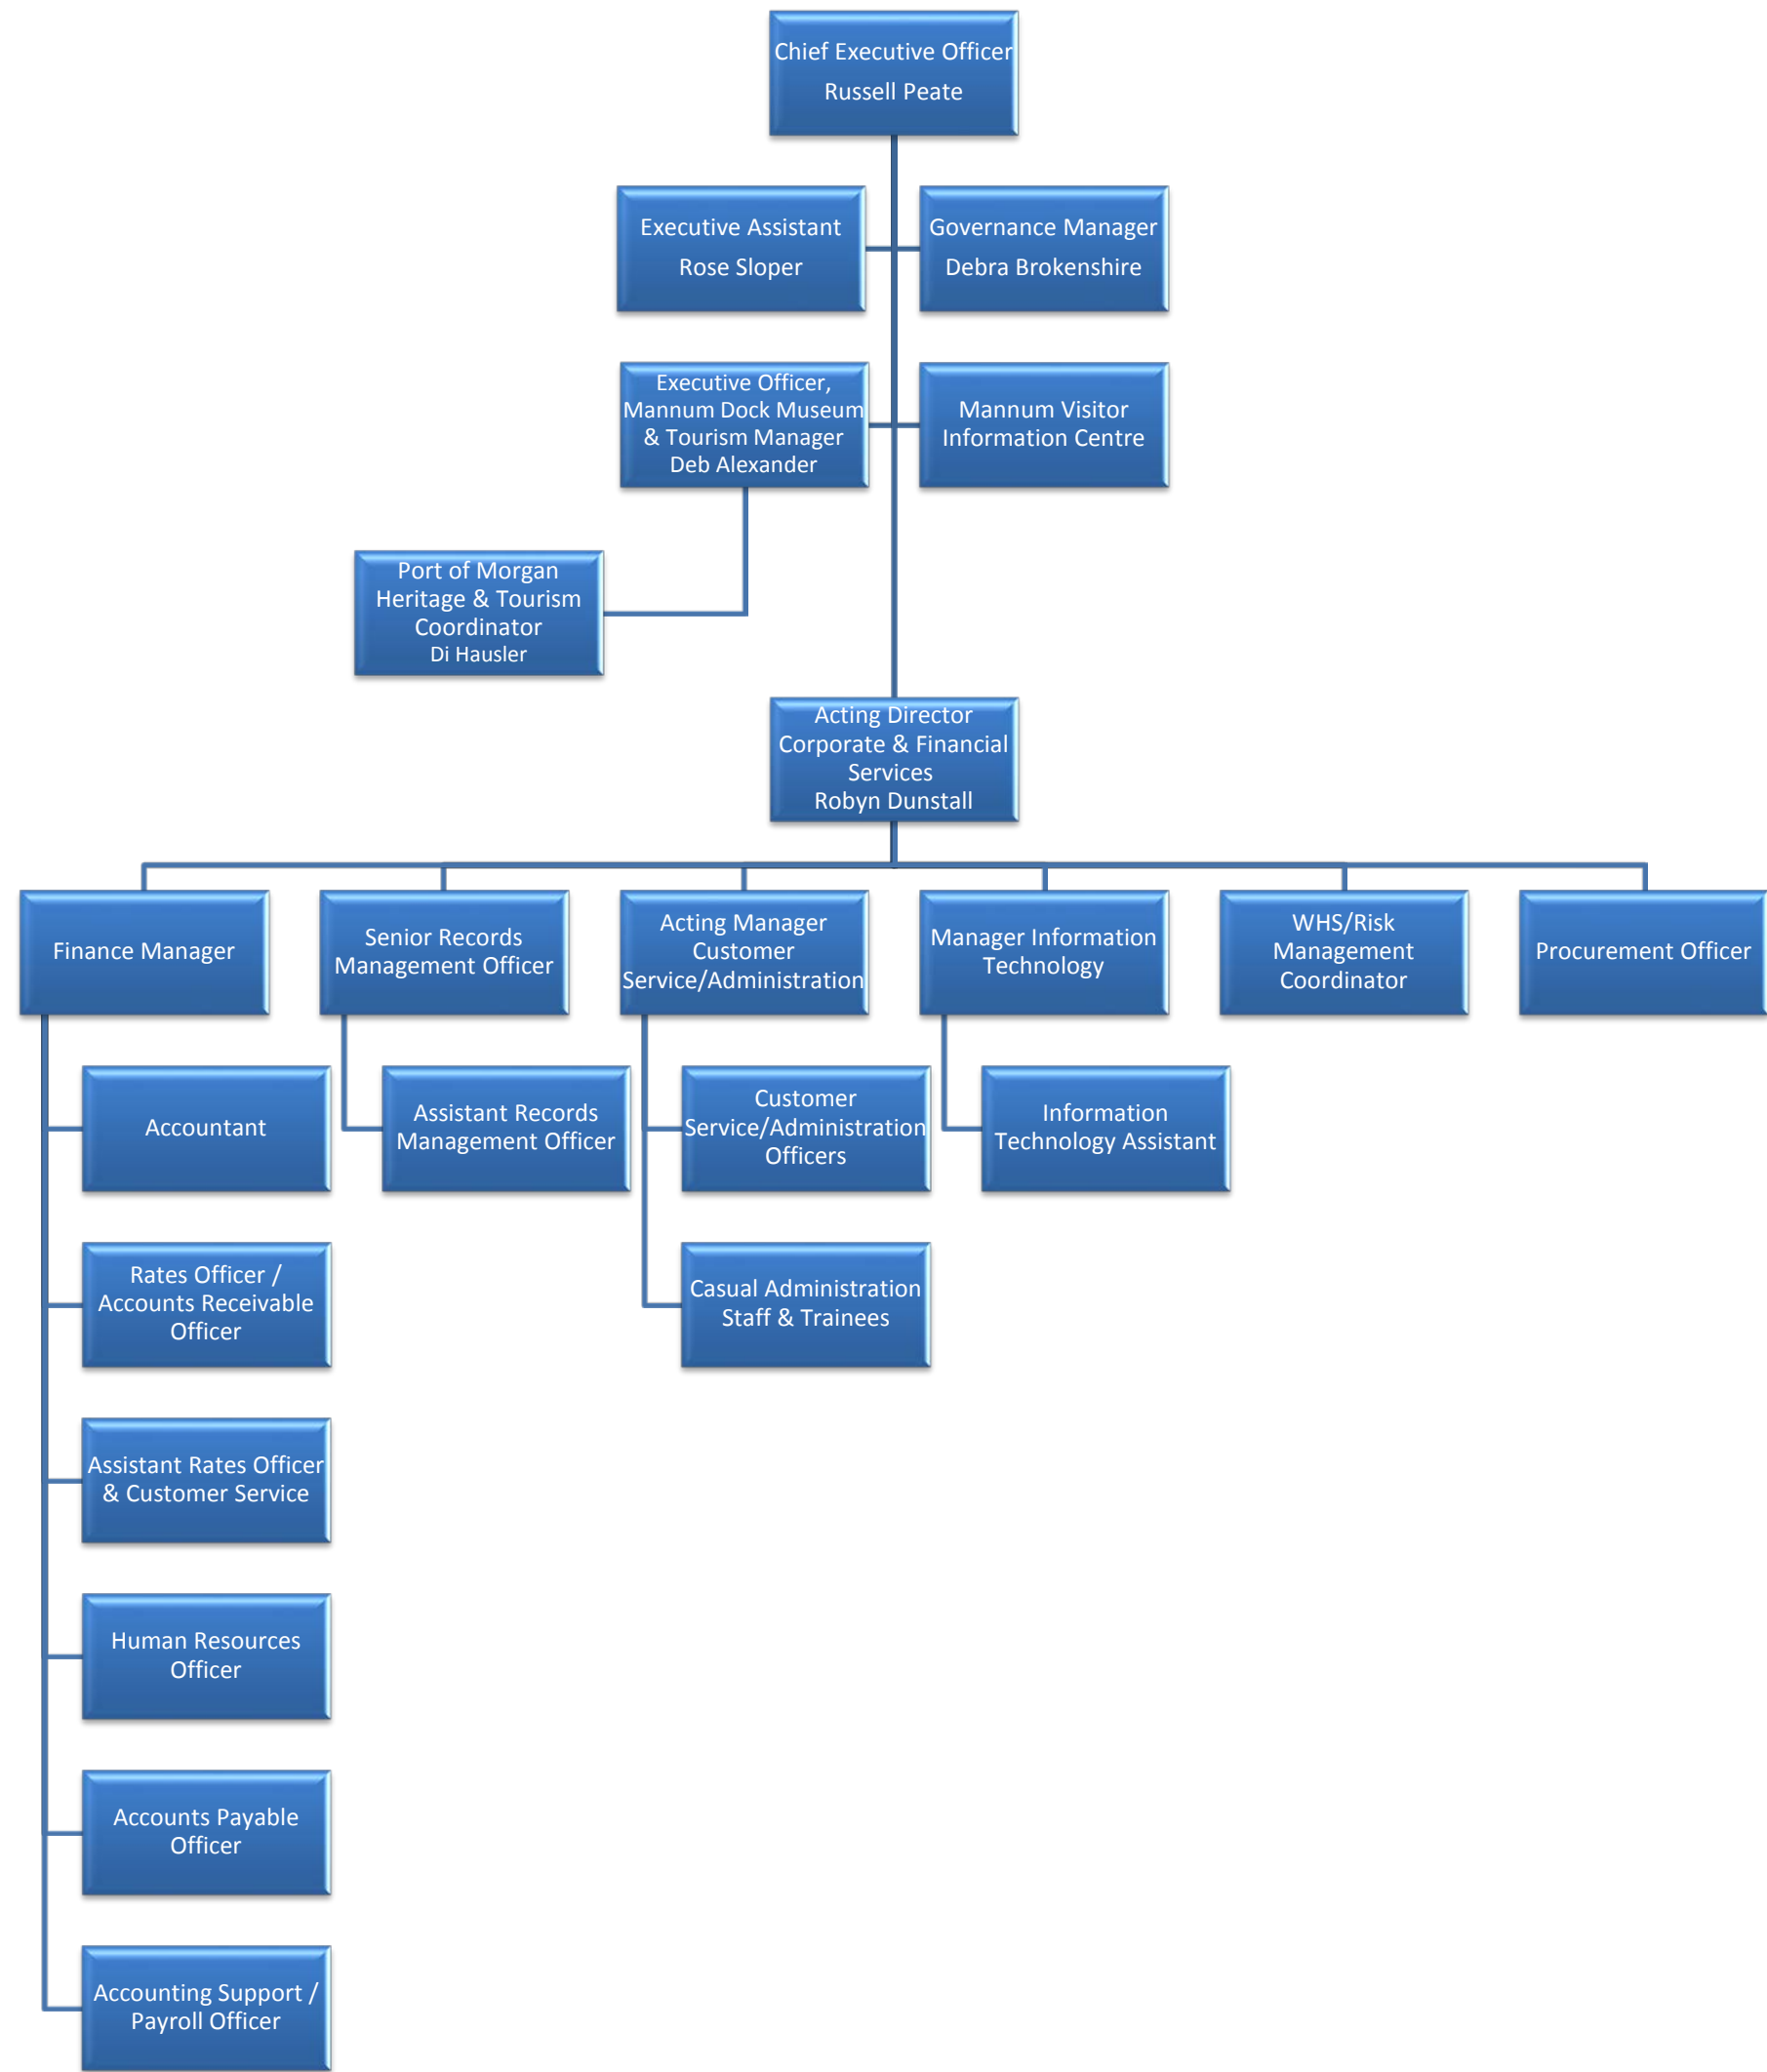 Chief Executive Officer
Russell Peate
Executive Assistant
Rose Sloper
Governance Manager
Debra Brokenshire
Executive Officer,
Mannum Dock Museum
& Tourism Manager
Deb Alexander
Mannum Visitor
Information Centre
Port of Morgan
Heritage & Tourism
Coordinator
Di Hausler
Acting Director
Corporate & Financial
Services
Robyn Dunstall
Finance Manager
Senior Records
Management Officer
Acting Manager
Customer
Service/Administration
Manager Information
Technology
WHS/Risk
Management
Coordinator
Procurement Officer
Accountant
Assistant Records
Management Officer
Customer
Service/Administration
Officers
Information
Technology Assistant
Rates Officer /
Accounts Receivable
Officer
Casual Administration
Staff & Trainees
Assistant Rates Officer
& Customer Service
Human Resources
Officer
Accounts Payable
Officer
Accounting Support /
Payroll Officer